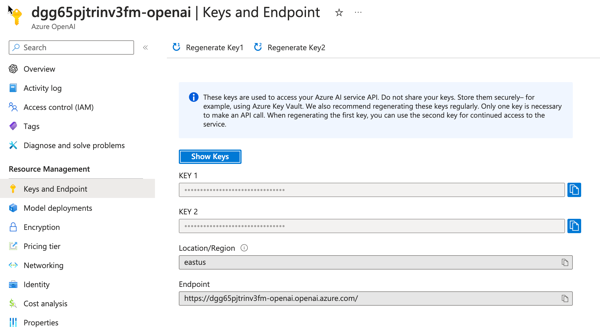 dgg65pjtrinv3fm-openai | Keys and Endpoint
Azure OpenAI
Search
Regenerate Key1
Regenerate Key2
Overview
Activity log
Access control (IAM)
Tags
Diagnose and solve problems
Resource Management
Keys and Endpoint
Model deployments
Encryption
Pricing tier
Networking
Identity
Cost analysis
Properties
These keys are used to access your Azure AI service API. Do not share your keys. Store them securely– for
example, using Azure Key Vault. We also recommend regenerating these keys regularly. Only one key is necessary
to make an API call. When regenerating the first key, you can use the second key for continued access to the
service.
Show Keys
KEY 1
KEY 2
Location/Region
eastus
Endpoint
https://dgg65pjtrinv3fm-openai.openai.azure.com/